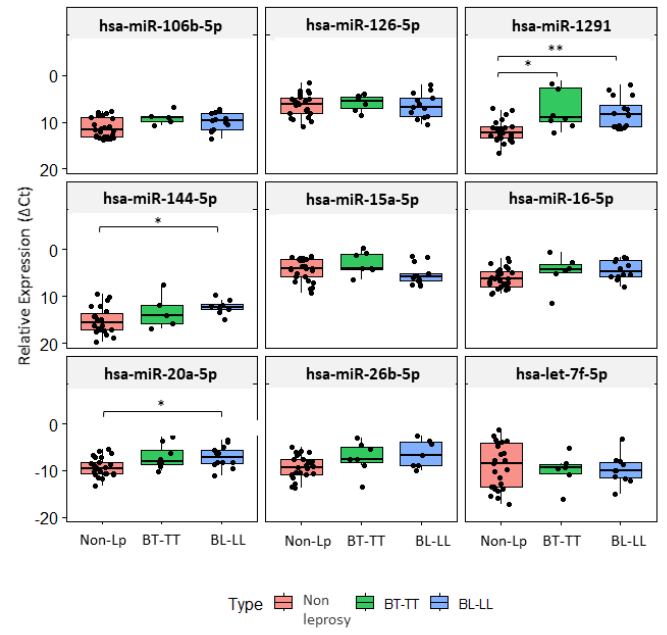 hsa-miR-106b-5p hsa-miR-126-5p hsa-miR-1291
**
*
0
10
20
hsa-miR-144-5p hsa-miR-15a-5p hsa-miR-16-5p
*
0
10
20
Relative Expression (ΔCt)
hsa-miR-20a-5p hsa-miR-26b-5p hsa-let-7f-5p
*
0
-10
-20
Non-Lp BT-TT BL-LL Non-Lp BT-TT BL-LL Non-Lp BT-TT BL-LL
Type Non leprosy BT-TT BL-LL